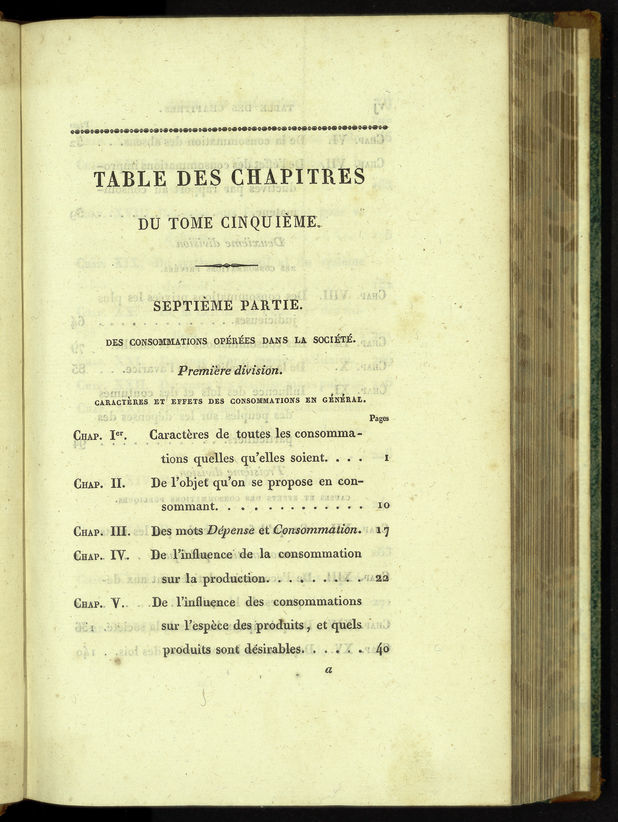 TABLE DES CHAPITRES
DU TOME CINQUIÈME.
SEPTIÈME PARTIE.
DES CONSOMMATIONS OPÉRÉES DANS LA SOCIÉTÉ.
Première division.
CARACTÈRES ET EFFETS DES CONSOMMATIONS EN GÉNÉRAL.
Pages
CHAP. Ier. Caractères de toutes les consomma-
tions quelles qu'elles soient. . . . 1
CHAP. II. De l'objet qu'on se propose en con-
sommant. . . . . . . . . . . . . 10
CHAP. III. Des mots Dépense et Consommation. 17
CHAP. IV. De l'influence de la consommation
sur la production. . . . . . . . . 22
CHAP. V. De l'influence des consommations
sur l'espèce des produits, et quels
produits sont désirables. . . . . . 40
a